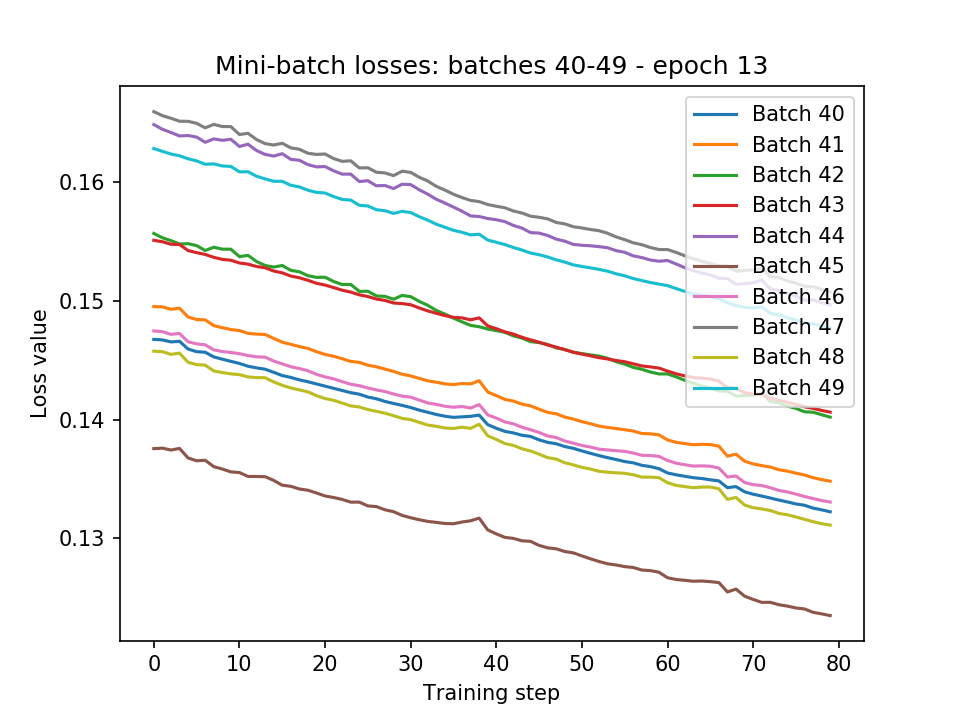 Mini-batch losses: batches 40-49 - epoch 13
Loss value
0.16
0.15
0.14
0.13
Batch 40
Batch 41
Batch 42
Batch 43
Batch 44
Batch 45
Batch 46
Batch 47
Batch 48
Batch 49
0 10 20 30 40 50 60 70 80
Training step